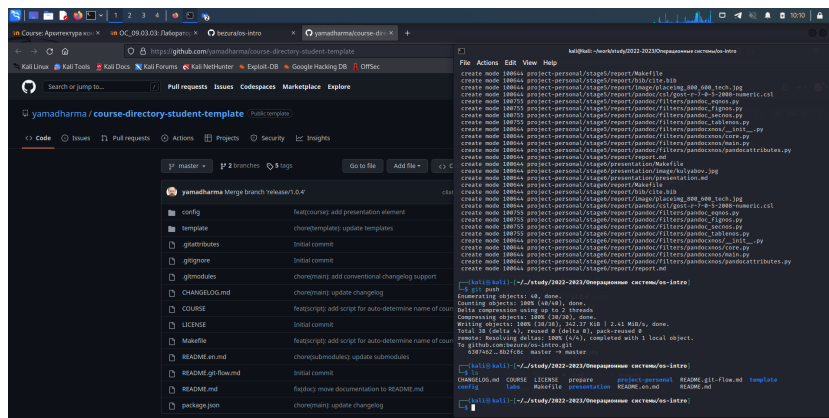 1 2 3 4
10:10
Course: Архитектура ко
ОС_09.03.03: Лаборато
bezura/os-intro
yamadharma/course-dire
https://github.com/yamadharma/course-directory-student-template
Kali Linux Kali Tools Kali Docs Kali Forums Kali NetHunter Exploit-DB Google Hacking DB OffSec
Search or jump to...
Pull requests Issues Codespaces Marketplace Explore
yamadharma / course-directory-student-template Public template
Code Issues Pull requests Actions Projects Security Insights
master 2 branches 5 tags Go to file Add file
yamadharma Merge branch 'release/1.0.4'
config feat(course): add presentation element
template chore(template): update templates
.gitattributes Initial commit
.gitignore Initial commit
.gitmodules chore(main): add conventional changelog support
CHANGELOG.md chore(main): update changelog
COURSE feat(script): add script for auto-determine name of cour
LICENSE Initial commit
Makefile feat(script): add script for auto-determine name of cour
README.en.md chore(submodules): update submodules
README.git-flow.md Initial commit
README.md fix(doc): move documentation to README.md
package.json chore(main): update changelog
kali@kali: ~/work/study/2022-2023/Операционные системы/os-intro
File Actions Edit View Help
create mode 100644 project-personal/stage5/report/Makefile
create mode 100644 project-personal/stage5/report/bib/cite.bib
create mode 100644 project-personal/stage5/report/image/placeimg_800_600_tech.jpg
create mode 100644 project-personal/stage5/report/pandoc/csl/gost-r-7-0-5-2008-numeric.csl
create mode 100755 project-personal/stage5/report/pandoc/filters/pandoc_eqnos.py
create mode 100755 project-personal/stage5/report/pandoc/filters/pandoc_fignos.py
create mode 100755 project-personal/stage5/report/pandoc/filters/pandoc_secnos.py
create mode 100755 project-personal/stage5/report/pandoc/filters/pandoc_tablenos.py
create mode 100644 project-personal/stage5/report/pandoc/filters/pandocxnos/__init__.py
create mode 100644 project-personal/stage5/report/pandoc/filters/pandocxnos/core.py
create mode 100644 project-personal/stage5/report/pandoc/filters/pandocxnos/main.py
create mode 100644 project-personal/stage5/report/pandoc/filters/pandocxnos/pandocattributes.py
create mode 100644 project-personal/stage5/report/report.md
create mode 100644 project-personal/stage6/presentation/Makefile
create mode 100644 project-personal/stage6/presentation/image/kulyabov.jpg
create mode 100644 project-personal/stage6/presentation/presentation.md
create mode 100644 project-personal/stage6/report/Makefile
create mode 100644 project-personal/stage6/report/bib/cite.bib
create mode 100644 project-personal/stage6/report/image/placeimg_800_600_tech.jpg
create mode 100644 project-personal/stage6/report/pandoc/csl/gost-r-7-0-5-2008-numeric.csl
create mode 100755 project-personal/stage6/report/pandoc/filters/pandoc_eqnos.py
create mode 100755 project-personal/stage6/report/pandoc/filters/pandoc_fignos.py
create mode 100755 project-personal/stage6/report/pandoc/filters/pandoc_secnos.py
create mode 100755 project-personal/stage6/report/pandoc/filters/pandoc_tablenos.py
create mode 100644 project-personal/stage6/report/pandoc/filters/pandocxnos/__init__.py
create mode 100644 project-personal/stage6/report/pandoc/filters/pandocxnos/core.py
create mode 100644 project-personal/stage6/report/pandoc/filters/pandocxnos/main.py
create mode 100644 project-personal/stage6/report/pandoc/filters/pandocxnos/pandocattributes.py
create mode 100644 project-personal/stage6/report/report.md
(kali㉿kali)-[~/…/study/2022-2023/Операционные системы/os-intro]
$ git push
Enumerating objects: 40, done.
Counting objects: 100% (40/40), done.
Delta compression using up to 2 threads
Compressing objects: 100% (30/30), done.
Writing objects: 100% (38/38), 342.37 KiB | 2.41 MiB/s, done.
Total 38 (delta 4), reused 0 (delta 0), pack-reused 0
remote: Resolving deltas: 100% (4/4), completed with 1 local object.
To github.com:bezura/os-intro.git
6307462..8b2fc8c master → master
(kali㉿kali)-[~/…/study/2022-2023/Операционные системы/os-intro]
$ ls
CHANGELOG.md COURSE LICENSE prepare project-personal README.git-flow.md template
config labs Makefile presentation README.en.md README.md
(kali㉿kali)-[~/…/study/2022-2023/Операционные системы/os-intro]
$